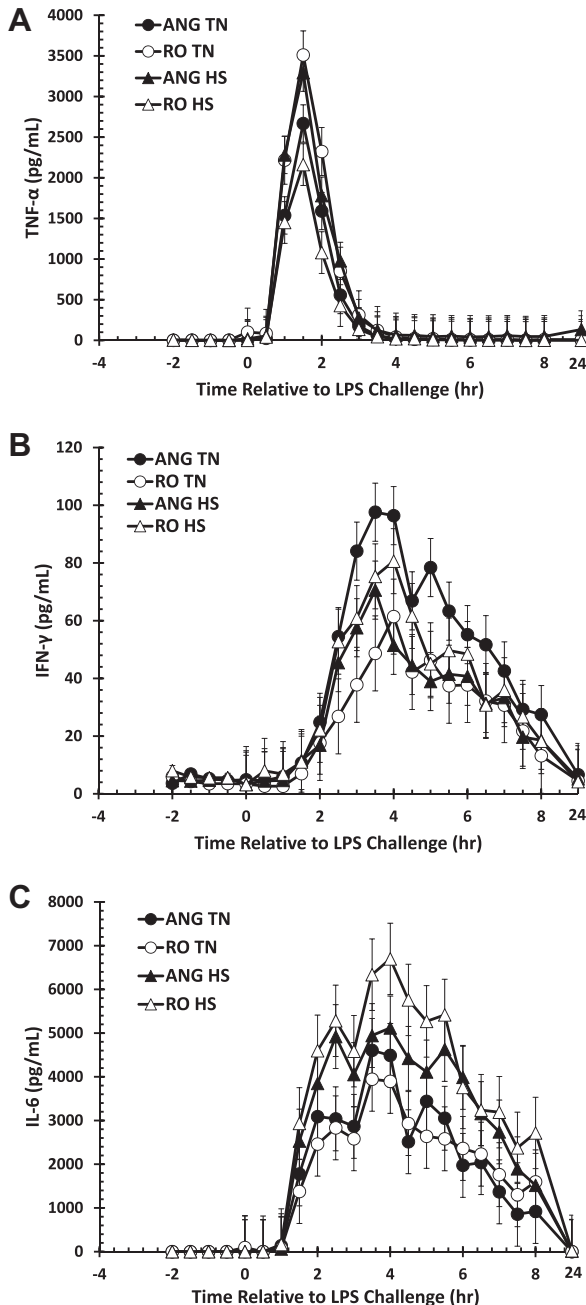 A
4000
3500
3000
2500
2000
1500
1000
500
0
TNF-α (pg/mL)
ANG TN
RO TN
ANG HS
RO HS
-4 -2 0 2 4 6 8 24
Time Relative to LPS Challenge (hr)
B
120
100
80
60
40
20
0
IFN-γ (pg/mL)
ANG TN
RO TN
ANG HS
RO HS
-4 -2 0 2 4 6 8 24
Time Relative to LPS Challenge (hr)
C
8000
7000
6000
5000
4000
3000
2000
1000
0
IL-6 (pg/mL)
ANG TN
RO TN
ANG HS
RO HS
-4 -2 0 2 4 6 8 24
Time Relative to LPS Challenge (hr)